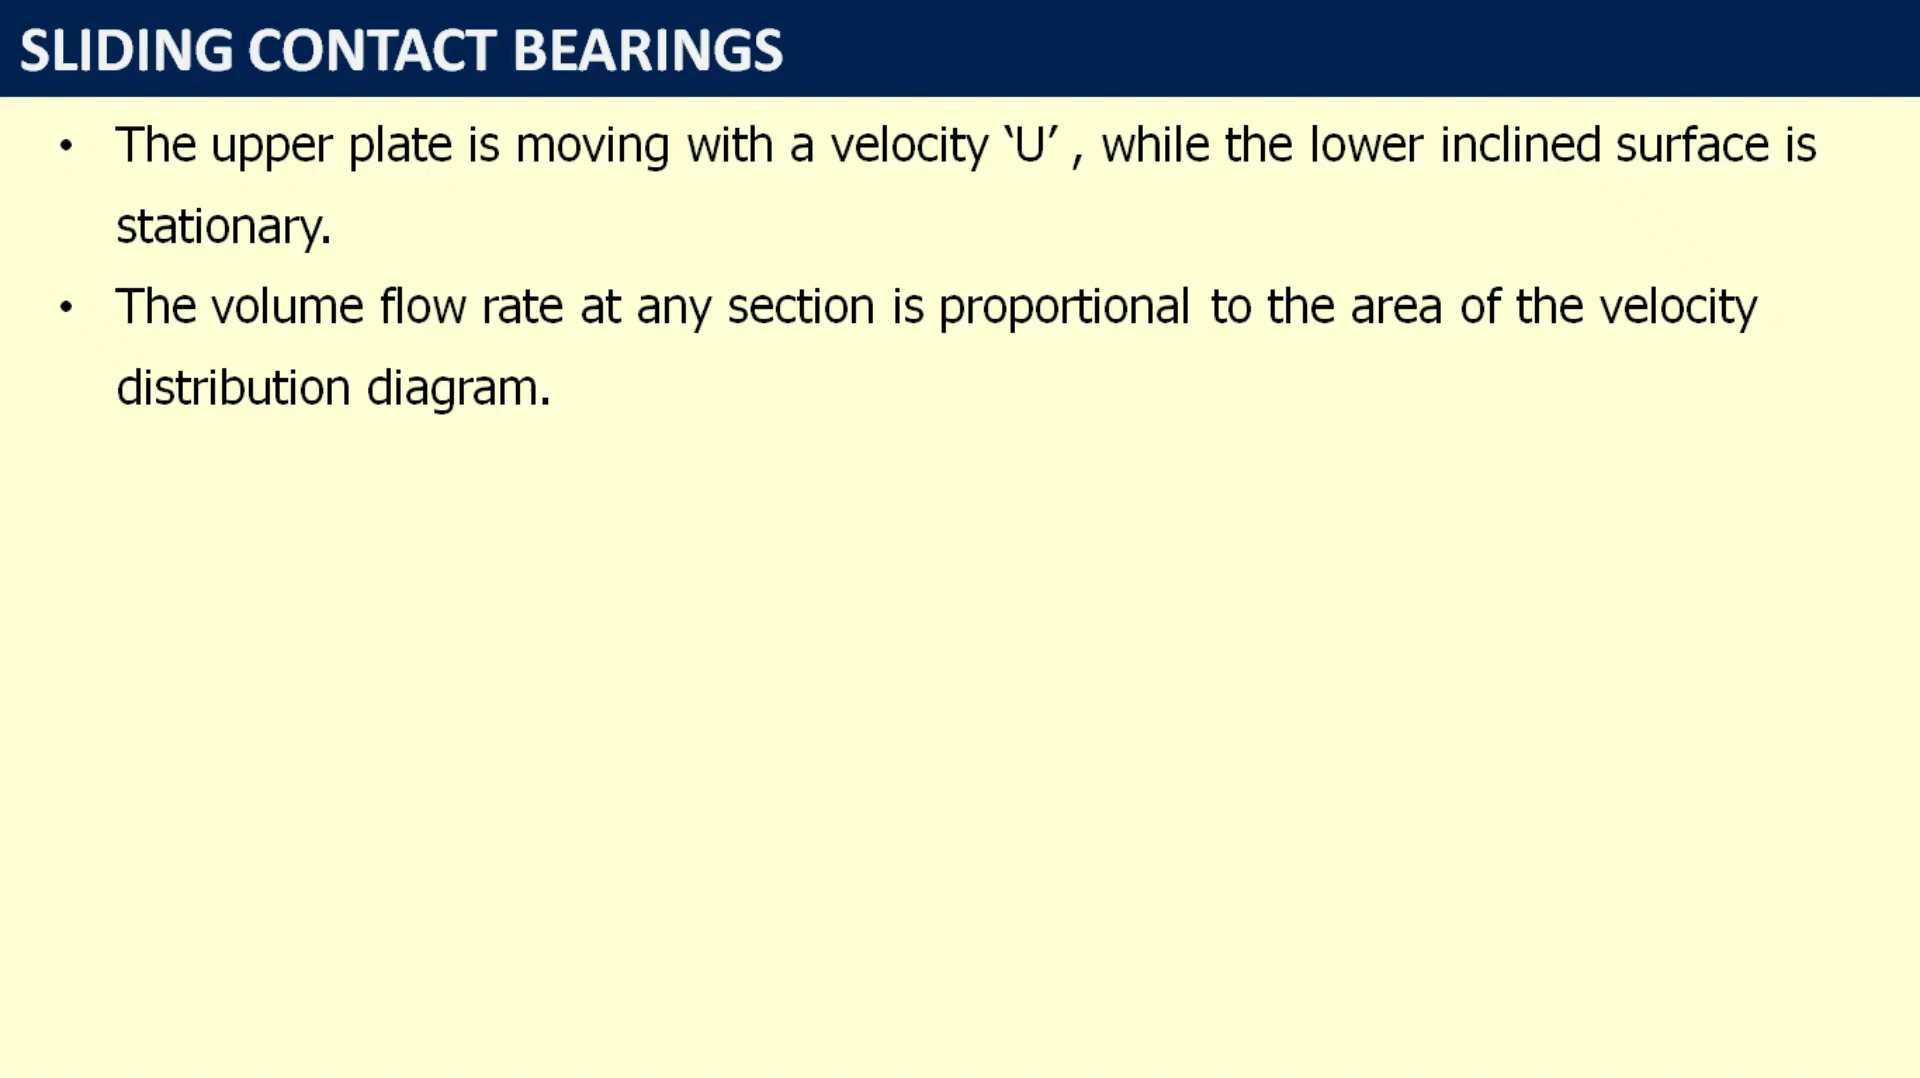 SLIDING CONTACT BEARINGS
• The upper plate is moving with a velocity ‘U’ , while the lower inclined surface is
stationary.
• The volume flow rate at any section is proportional to the area of the velocity
distribution diagram.